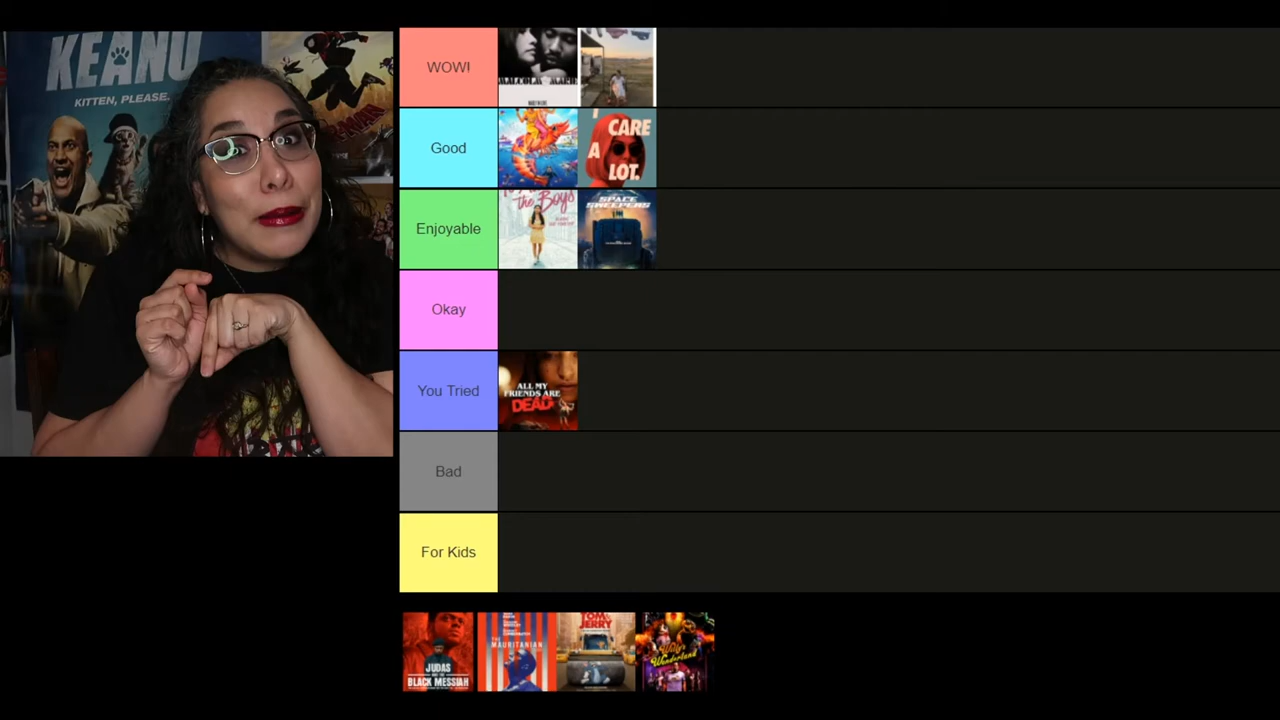 KEANU
KITTEN, PLEASE.
WOW!
MALCOLM MARIE
Good
I
CARE
A
LOT.
Enjoyable
the Boys
SPACE
SWEEPERS
Okay
You Tried
ALL MY
FRIENDS ARE
DEAD
Bad
For Kids
JUDAS
AND THE
BLACK MESSIAH
THE
MAURITANIAN
TOM &
JERRY
Willy's
Wonderland